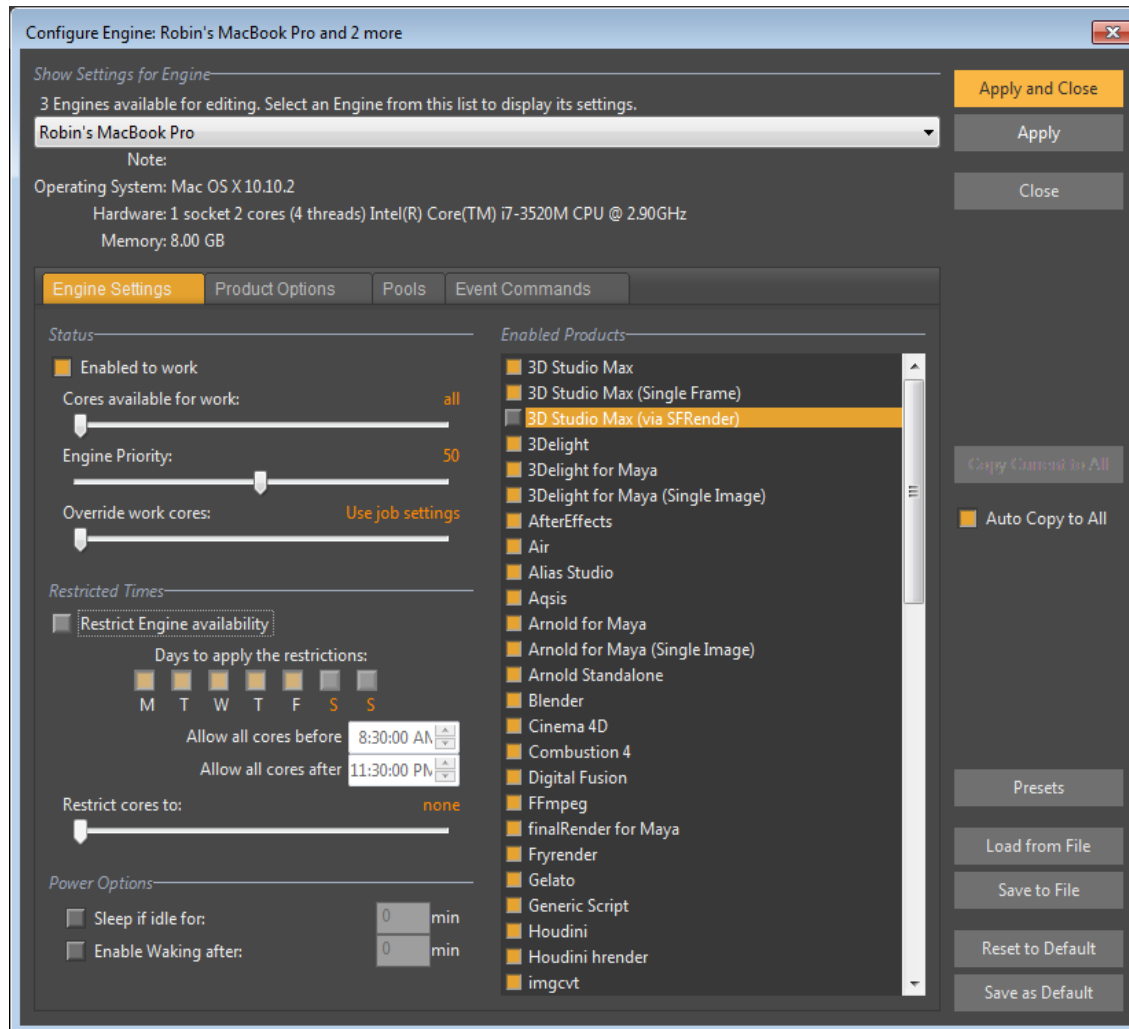 Configure Engine: Robin's MacBook Pro and 2 more
Show Settings for Engine
3 Engines available for editing. Select an Engine from this list to display its settings.
Robin's MacBook Pro
Note:
Operating System: Mac OS X 10.10.2
Hardware: 1 socket 2 cores (4 threads) Intel(R) Core(TM) i7-3520M CPU @ 2.90GHz
Memory: 8.00 GB
Apply and Close
Apply
Close
Engine Settings Product Options Pools Event Commands
Status
Enabled to work
Cores available for work: all
Engine Priority: 50
Override work cores: Use job settings
Restricted Times
Restrict Engine availability
Days to apply the restrictions:
M T W T F S S
Allow all cores before 8:30:00 AM
Allow all cores after 11:30:00 PM
Restrict cores to: none
Power Options
Sleep if idle for: 0 min
Enable Waking after: 0 min
Enabled Products
3D Studio Max
3D Studio Max (Single Frame)
3D Studio Max (via SFRender)
3Delight
3Delight for Maya
3Delight for Maya (Single Image)
AfterEffects
Air
Alias Studio
Aqsis
Arnold for Maya
Arnold for Maya (Single Image)
Arnold Standalone
Blender
Cinema 4D
Combustion 4
Digital Fusion
FFmpeg
finalRender for Maya
Fryrender
Gelato
Generic Script
Houdini
Houdini hrender
imgcvt
Copy Current to All
Auto Copy to All
Presets
Load from File
Save to File
Reset to Default
Save as Default